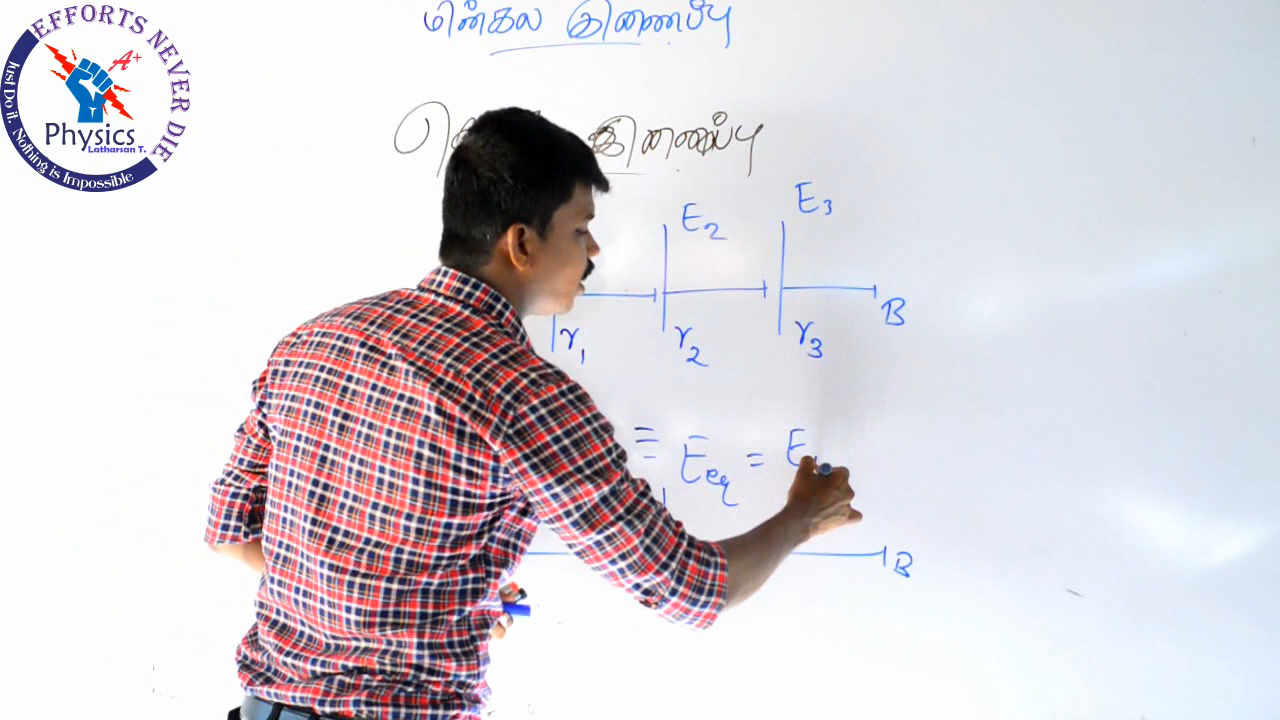 EFFORTS NEVER DIE
A+
Physics
Latharsan T.
Just Do it Nothing is Impossible
மின்கல இணைப்பு
இணைப்பு
E₂ E₃
B
r₁ r₂ r₃
≡ E eq = E
B